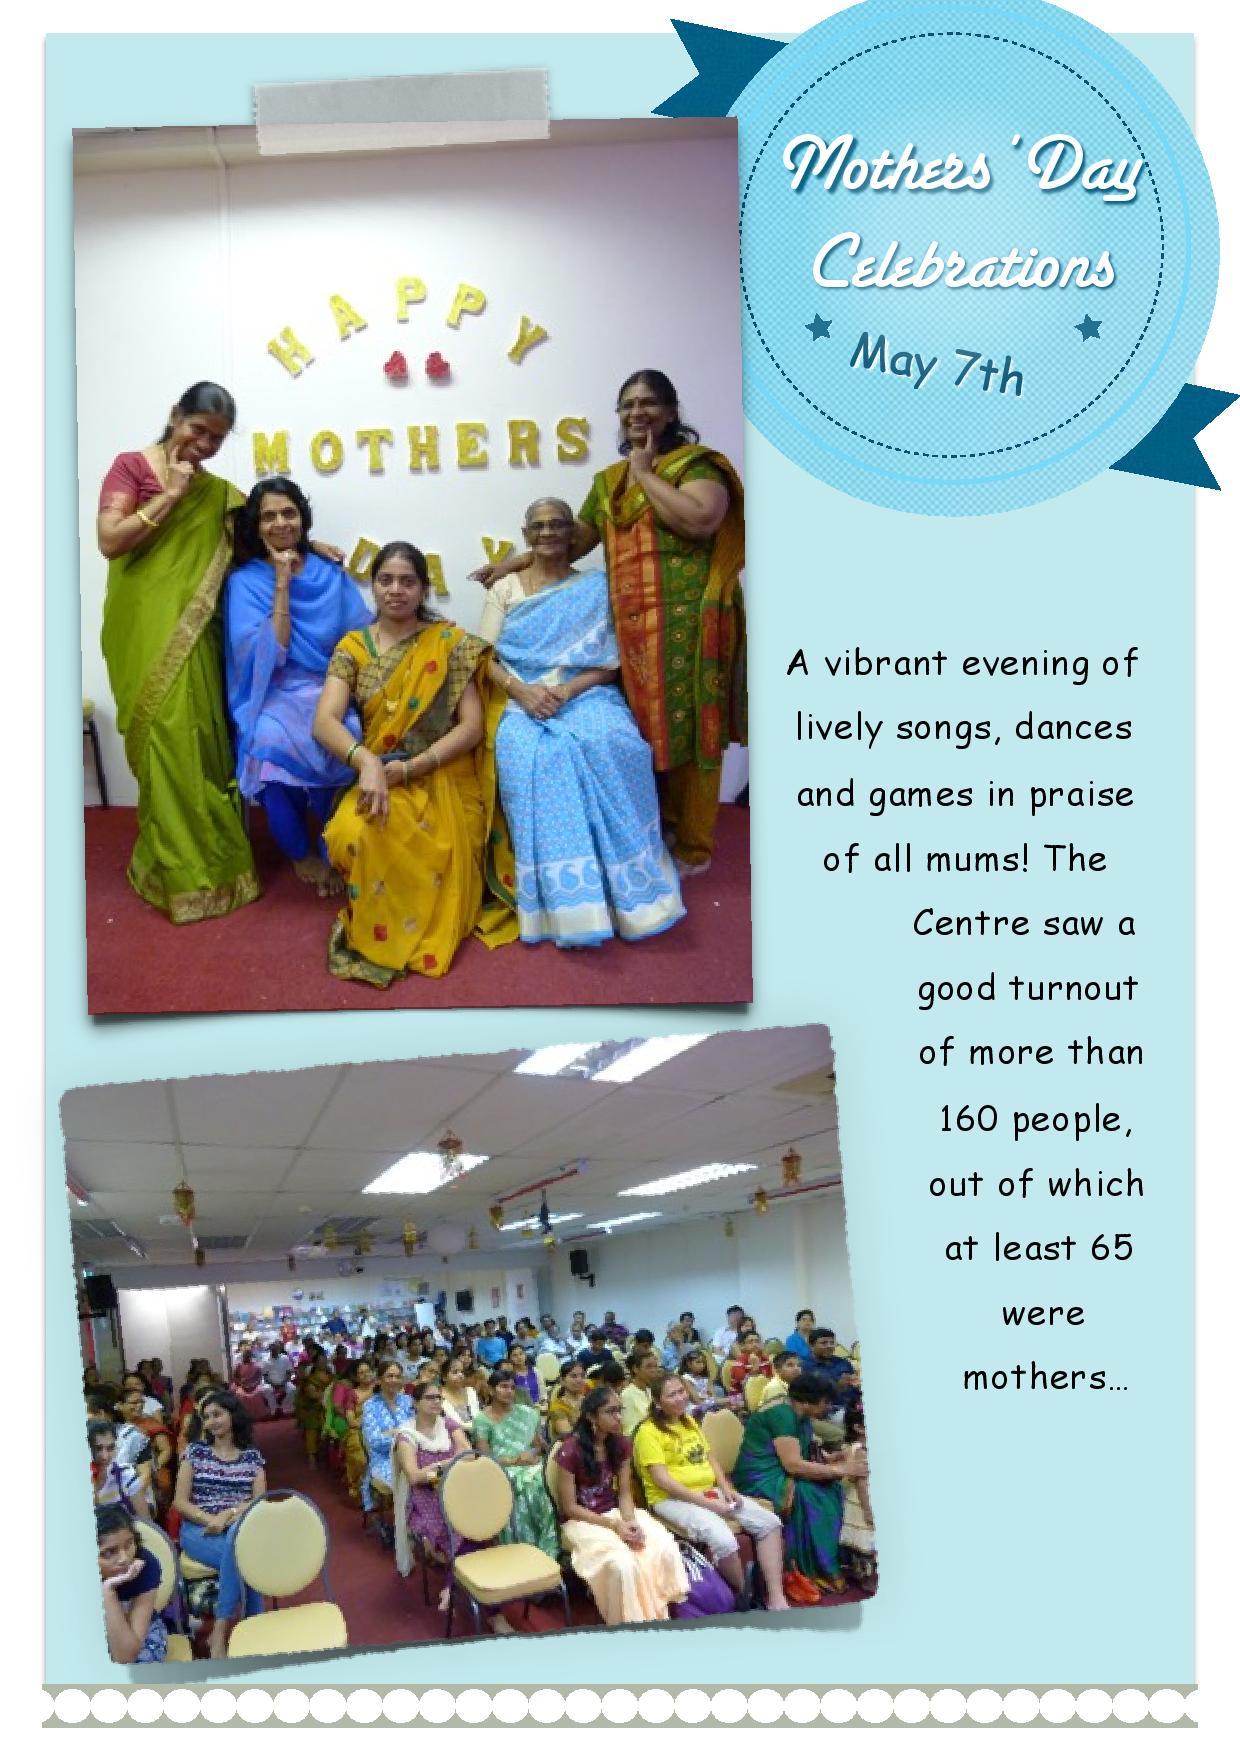 Mothers' Day
Celebrations
May 7th
HAPPY
MOTHERS
DAY
A vibrant evening of
lively songs, dances
and games in praise
of all mums! The
Centre saw a
good turnout
of more than
160 people,
out of which
at least 65
were
mothers…